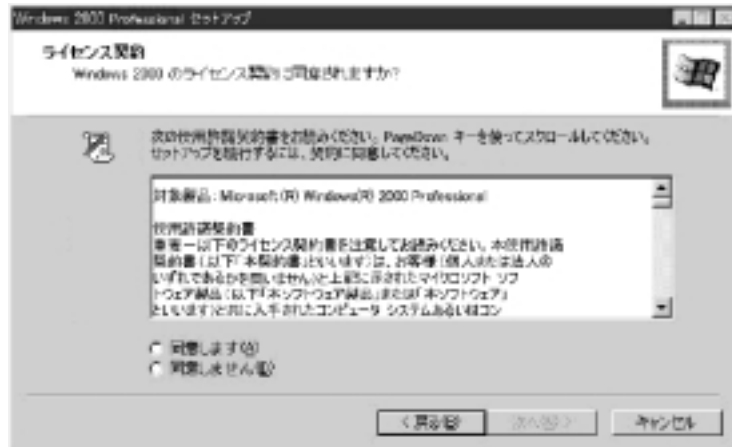 Windows 2000 Professional セットアップ
ライセンス契約
Windows 2000 のライセンス契約に同意されますか?
次の使用許諾契約書をお読みください。PageDown キーを使ってスクロールしてください。
セットアップを続行するには、契約に同意してください。
対象製品: Microsoft (R) Windows(R) 2000 Professional
使用許諾契約書
重要－以下のライセンス契約書を注意してお読みください。本使用許諾
契約書(以下「本契約書」といいます)は、お客様(個人または法人の
いずれであるかを問いません)と上記に示されたマイクロソフト ソフ
トウェア製品(以下「本ソフトウェア製品」または「本ソフトウェア」
といいます)と共に入手されたコンピュータ システムあるいはコン
同意します(A)
同意しません(D)
< 戻る(B)
次へ(N) >
キャンセル